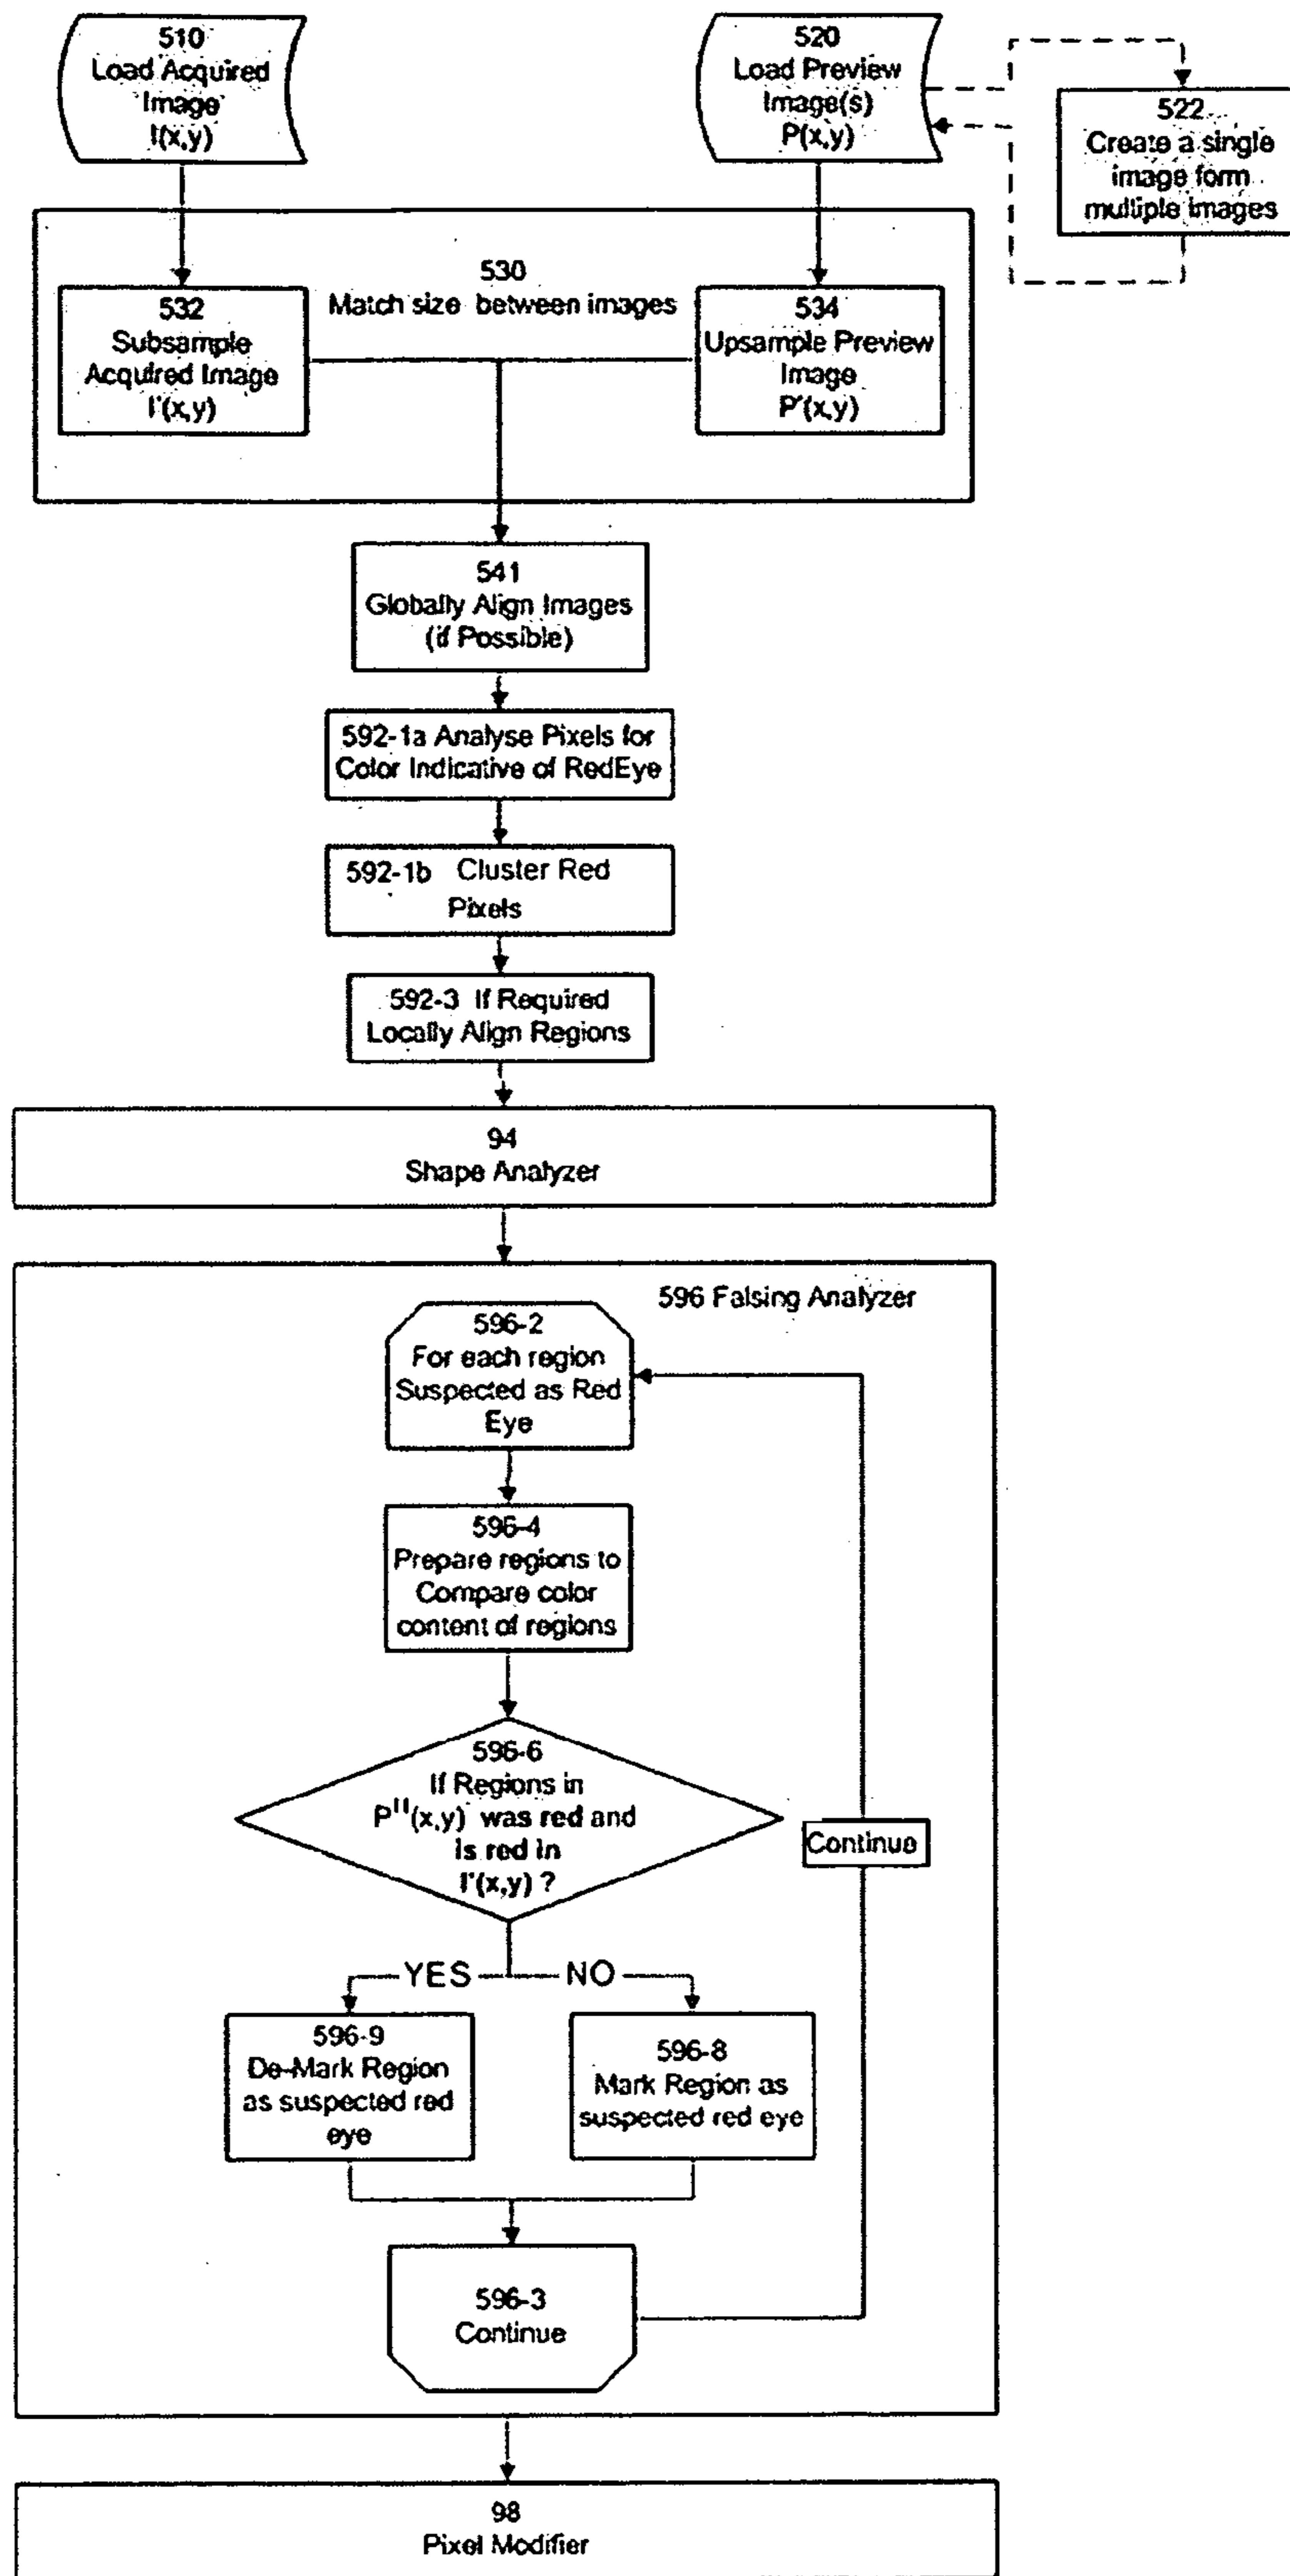 510
Load Acquired
Image
I(x,y)
520
Load Preview
Image(s)
P(x,y)
522
Create a single
image form
multiple images
530
Match size between images
532
Subsample
Acquired Image
I'(x,y)
534
Upsample Preview
Image
P'(x,y)
541
Globally Align Images
(if Possible)
592-1a Analyse Pixels for
Color Indicative of RedEye
592-1b Cluster Red
Pixels
592-3 If Required
Locally Align Regions
94
Shape Analyzer
596 Falsing Analyzer
596-2
For each region
Suspected as Red
Eye
596-4
Prepare regions to
Compare color
content of regions
596-6
If Regions in
P''(x,y) was red and
is red in
I'(x,y) ?
Continue
YES
NO
596-9
De-Mark Region
as suspected red
eye
596-8
Mark Region as
suspected red eye
596-3
Continue
98
Pixel Modifier